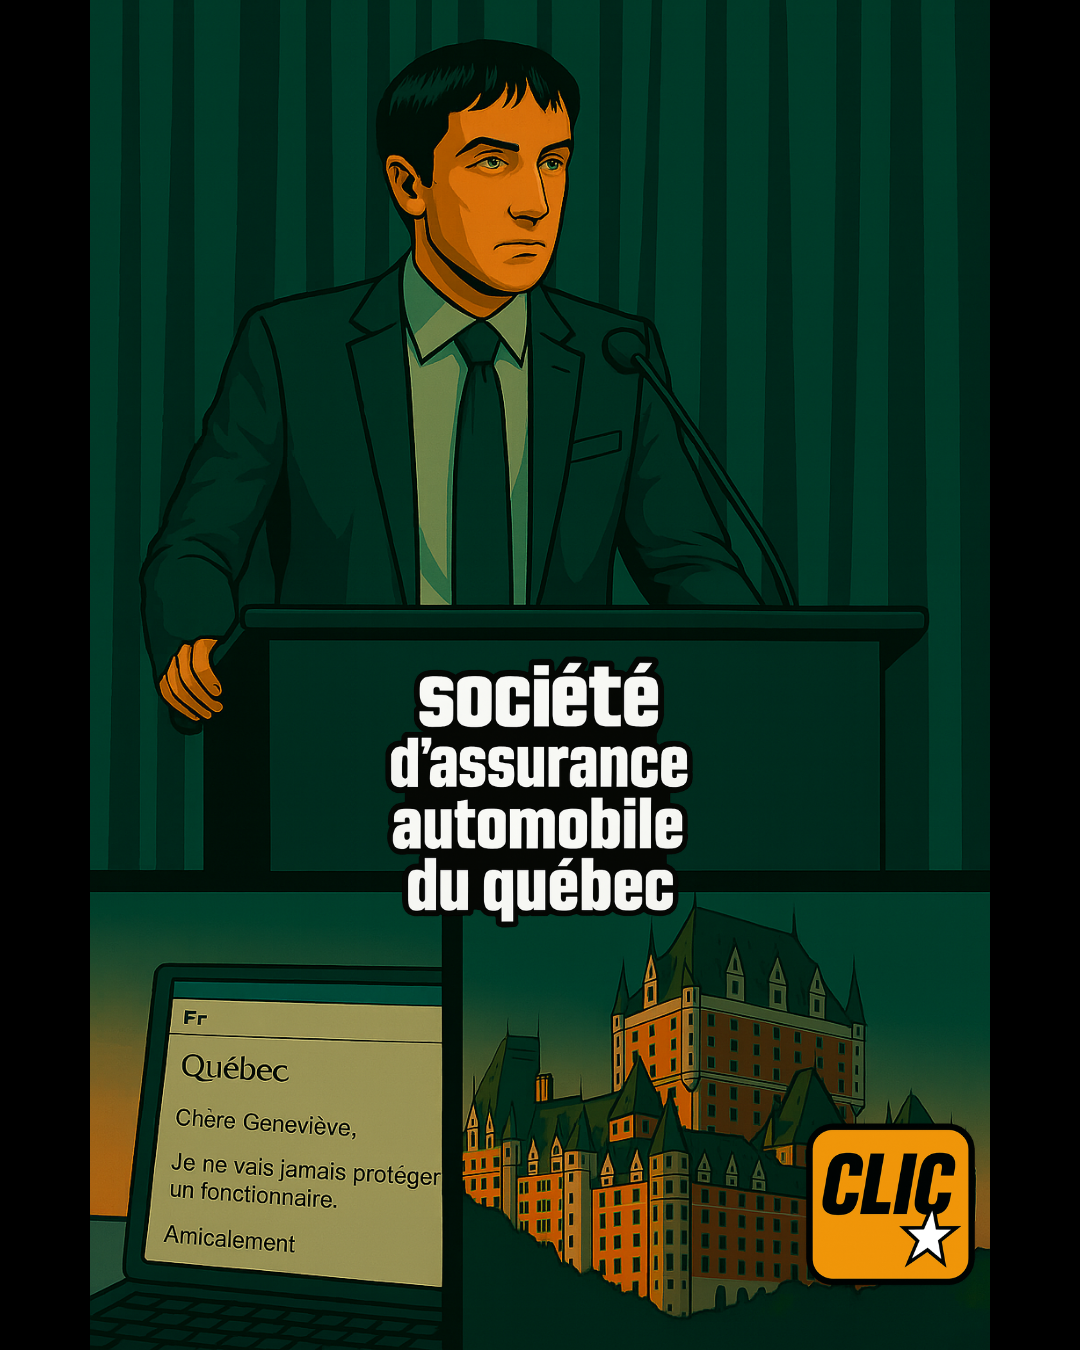 société
d'assurance
automobile
du québec
Fr
Québec
Chère Geneviève,
Je ne vais jamais protéger
un fonctionnaire.
Amicalement
CLIC